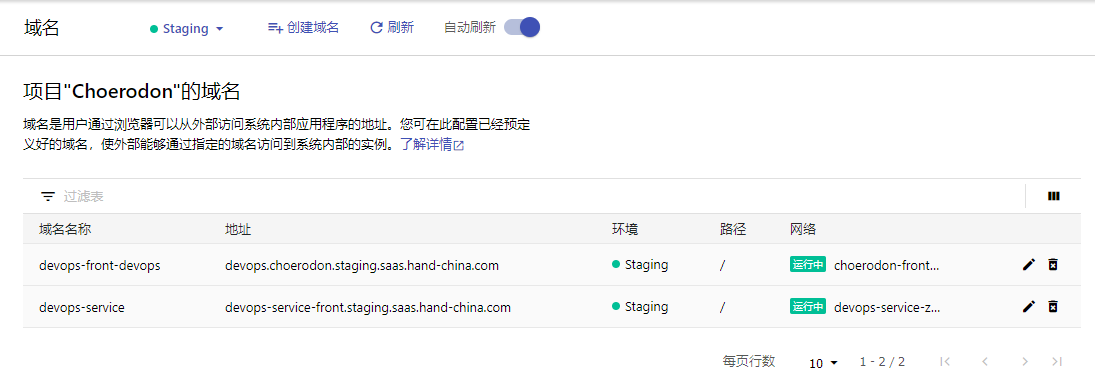 域名 Staging 创建域名 刷新 自动刷新
项目"Choerodon"的域名
域名是用户通过浏览器可以从外部访问系统内部应用程序的地址。您可在此配置已经预定
义好的域名，使外部能够通过指定的域名访问到系统内部的实例。了解详情
过滤表
域名名称 地址 环境 路径 网络
devops-front-devops devops.choerodon.staging.saas.hand-china.com Staging / 运行中 choerodon-front...
devops-service devops-service-front.staging.saas.hand-china.com Staging / 运行中 devops-service-z...
每页行数 10 1 - 2 / 2